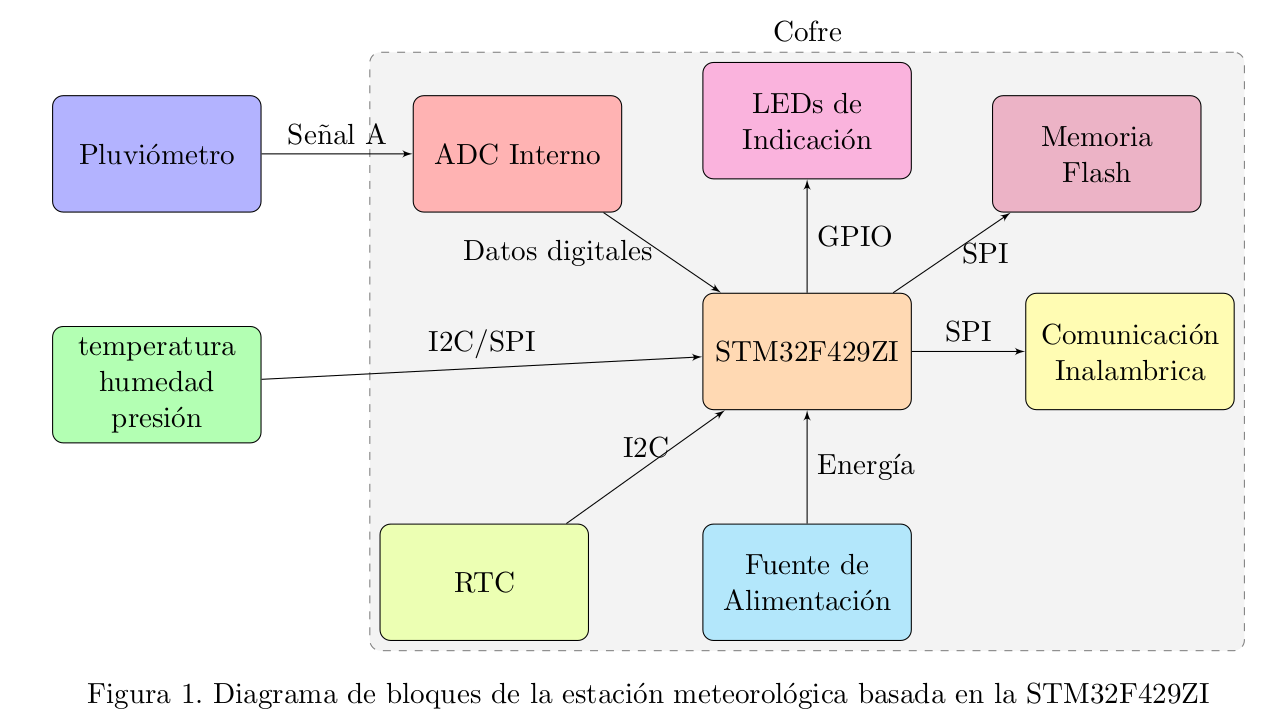 Cofre
Pluviómetro
Señal A
ADC Interno
LEDs de
Indicación
Memoria
Flash
Datos digitales
GPIO
SPI
temperatura
humedad
presión
I2C/SPI
STM32F429ZI
SPI
Comunicación
Inalambrica
I2C
Energía
RTC
Fuente de
Alimentación
Figura 1. Diagrama de bloques de la estación meteorológica basada en la STM32F429ZI